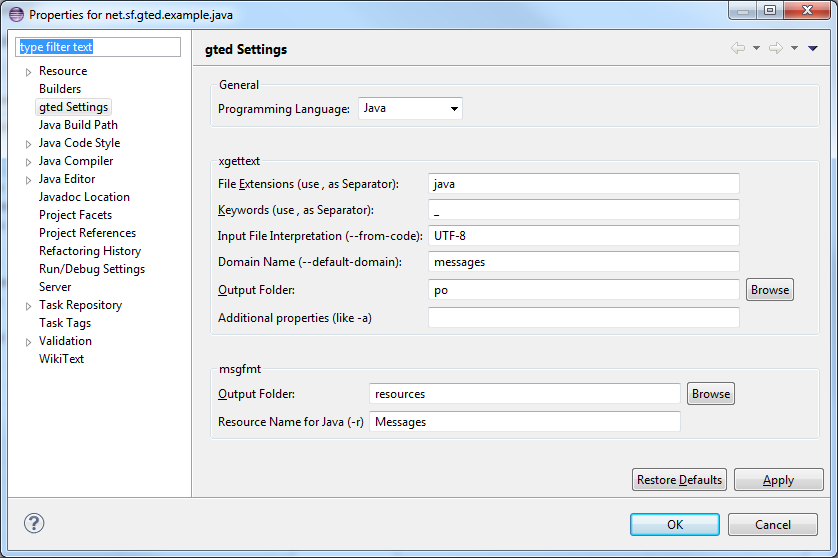 Properties for net.sf.gted.example.java
type filter text
Resource
Builders
gted Settings
Java Build Path
Java Code Style
Java Compiler
Java Editor
Javadoc Location
Project Facets
Project References
Refactoring History
Run/Debug Settings
Server
Task Repository
Task Tags
Validation
WikiText
gted Settings
General
Programming Language: Java
xgettext
File Extensions (use , as Separator): java
Keywords (use , as Separator): _
Input File Interpretation (--from-code): UTF-8
Domain Name (--default-domain): messages
Output Folder: po Browse
Additional properties (like -a)
msgfmt
Output Folder: resources Browse
Resource Name for Java (-r) Messages
Restore Defaults Apply
? OK Cancel